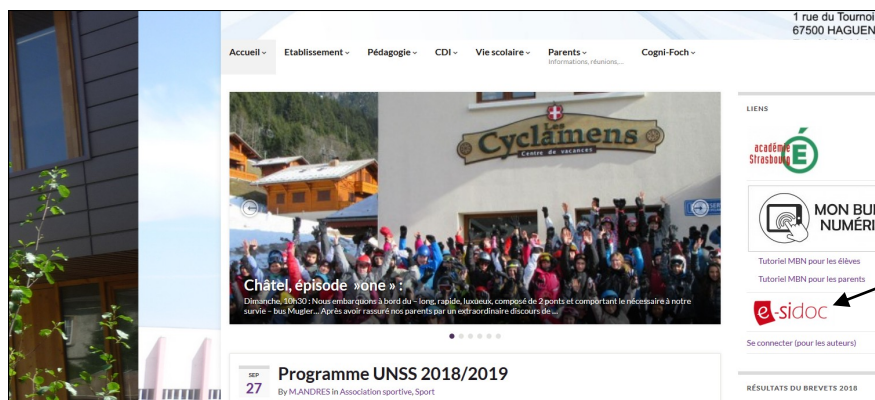 1 rue du Tournoi
67500 HAGUEN
Accueil
Etablissement
Pédagogie
CDI
Vie scolaire
Parents
Informations, réunions,...
Cogni-Foch
Les
Cyclamens
Centre de vacances
Châtel, épisode »one » :
Dimanche, 10h30 : Nous embarquons à bord du – long, rapide, luxueux, composé de 2 ponts et comportant le nécessaire à notre
survie – bus Mugler... Après avoir rassuré nos parents par un extraordinaire discours de ...
SEP
27
Programme UNSS 2018/2019
By M.ANDRES in Association sportive, Sport
LIENS
académie
Strasbourg
É
MON BU
NUMÉRI
Tutoriel MBN pour les élèves
Tutoriel MBN pour les parents
e-sidoc
Se connecter (pour les auteurs)
RÉSULTATS DU BREVETS 2018